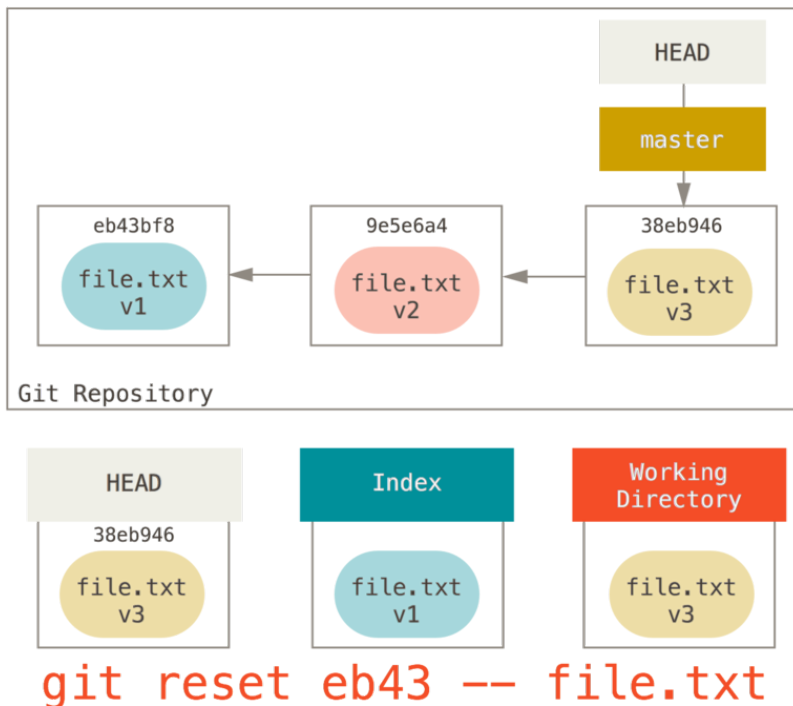 HEAD
master
eb43bf8
9e5e6a4
38eb946
file.txt
v1
file.txt
v2
file.txt
v3
Git Repository
HEAD
Index
Working
Directory
38eb946
file.txt
v3
file.txt
v1
file.txt
v3
git reset eb43 -- file.txt